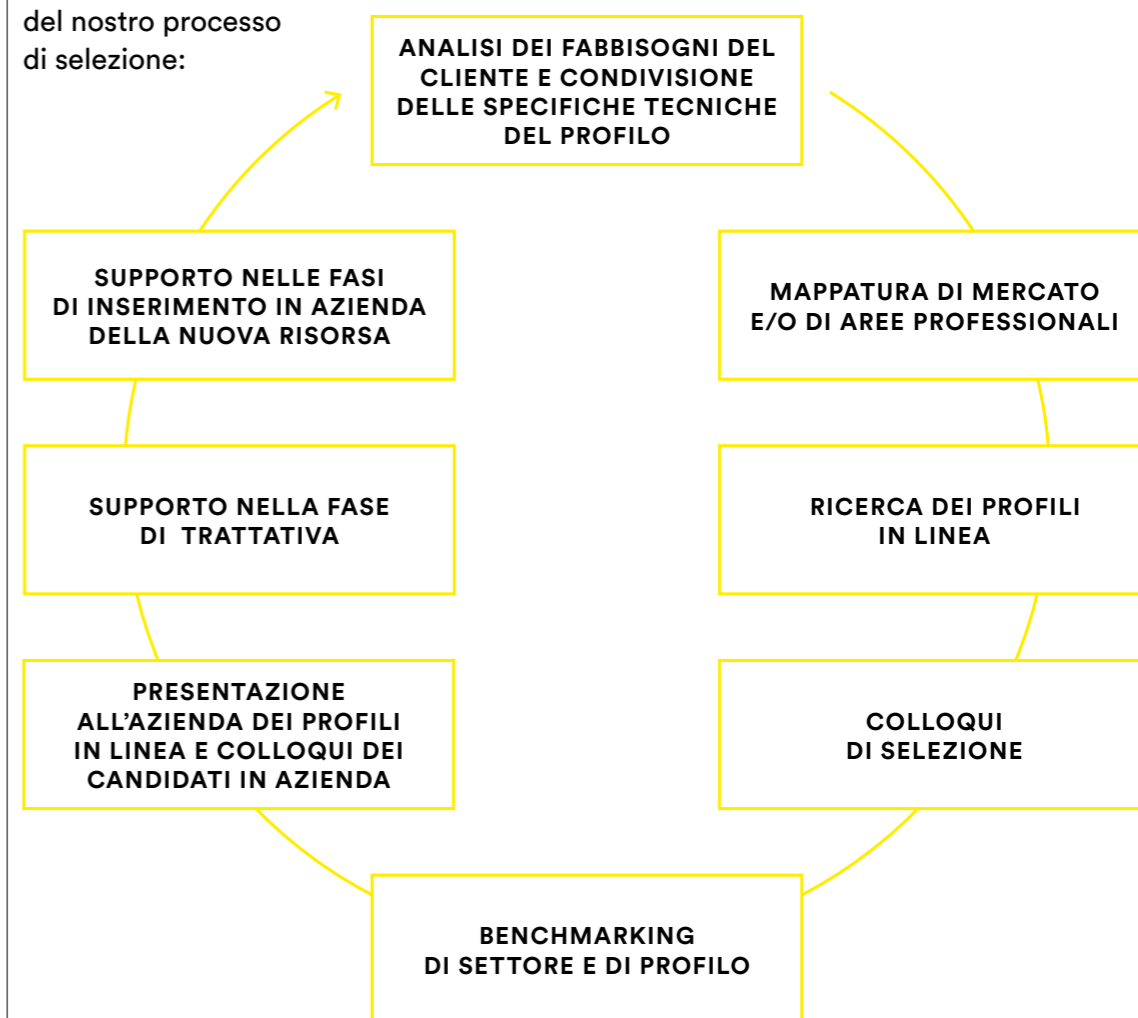 del nostro processo
di selezione:
ANALISI DEI FABBISOGNI DEL
CLIENTE E CONDIVISIONE
DELLE SPECIFICHE TECNICHE
DEL PROFILO
MAPPATURA DI MERCATO
E/O DI AREE PROFESSIONALI
RICERCA DEI PROFILI
IN LINEA
COLLOQUI
DI SELEZIONE
BENCHMARKING
DI SETTORE E DI PROFILO
PRESENTAZIONE
ALL’AZIENDA DEI PROFILI
IN LINEA E COLLOQUI DEI
CANDIDATI IN AZIENDA
SUPPORTO NELLA FASE
DI TRATTATIVA
SUPPORTO NELLE FASI
DI INSERIMENTO IN AZIENDA
DELLA NUOVA RISORSA